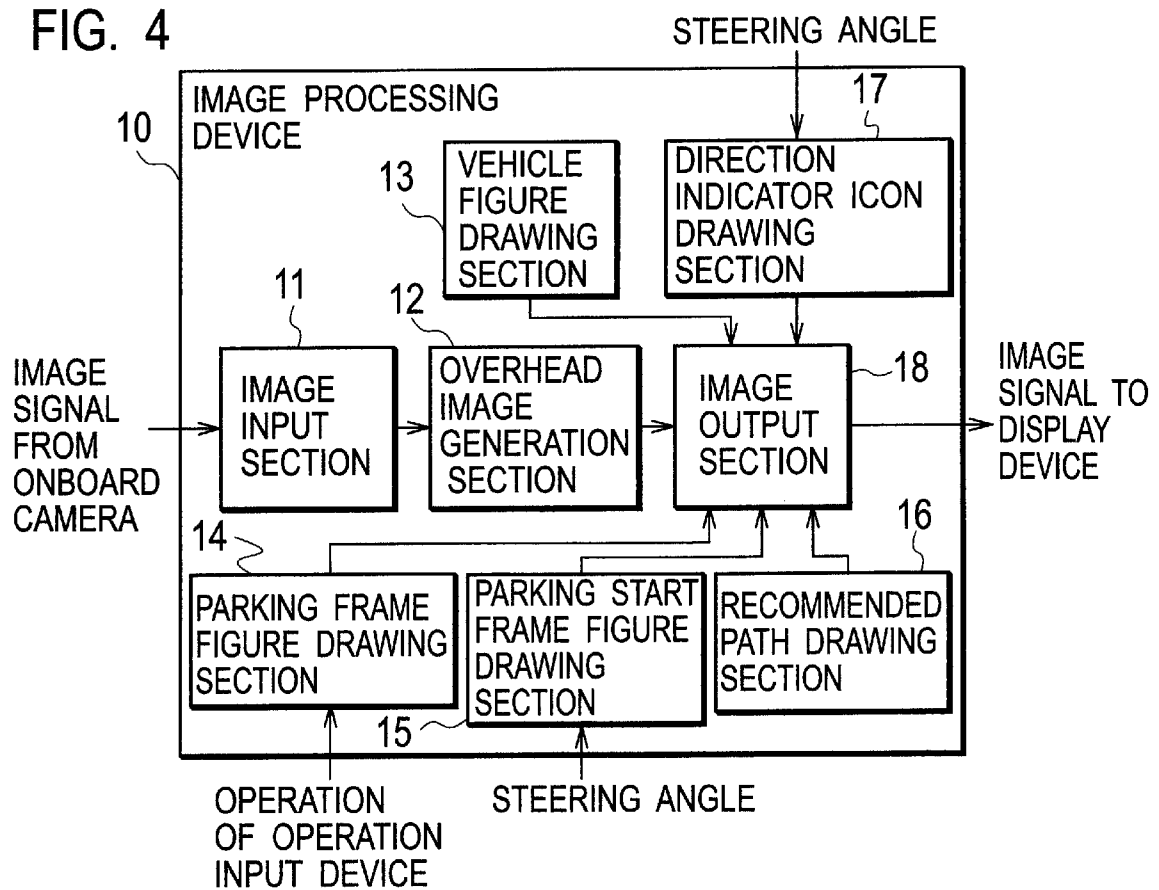 FIG. 4
STEERING ANGLE
IMAGE PROCESSING
DEVICE
10
17
DIRECTION
INDICATOR ICON
DRAWING
SECTION
13
VEHICLE
FIGURE
DRAWING
SECTION
11
IMAGE
INPUT
SECTION
12
OVERHEAD
IMAGE
GENERATION
SECTION
IMAGE
OUTPUT
SECTION
18
IMAGE
SIGNAL
FROM
ONBOARD
CAMERA
IMAGE
SIGNAL TO
DISPLAY
DEVICE
14
PARKING FRAME
FIGURE DRAWING
SECTION
15
PARKING START
FRAME FIGURE
DRAWING
SECTION
16
RECOMMENDED
PATH DRAWING
SECTION
OPERATION
OF OPERATION
INPUT DEVICE
STEERING ANGLE